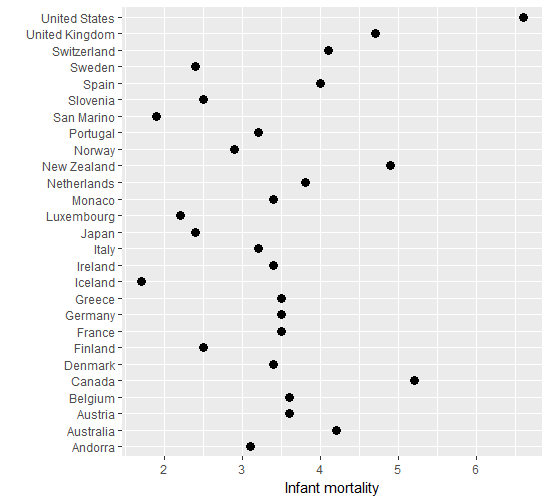 United States
United Kingdom
Switzerland
Sweden
Spain
Slovenia
San Marino
Portugal
Norway
New Zealand
Netherlands
Monaco
Luxembourg
Japan
Italy
Ireland
Iceland
Greece
Germany
France
Finland
Denmark
Canada
Belgium
Austria
Australia
Andorra
2 3 4 5 6
Infant mortality